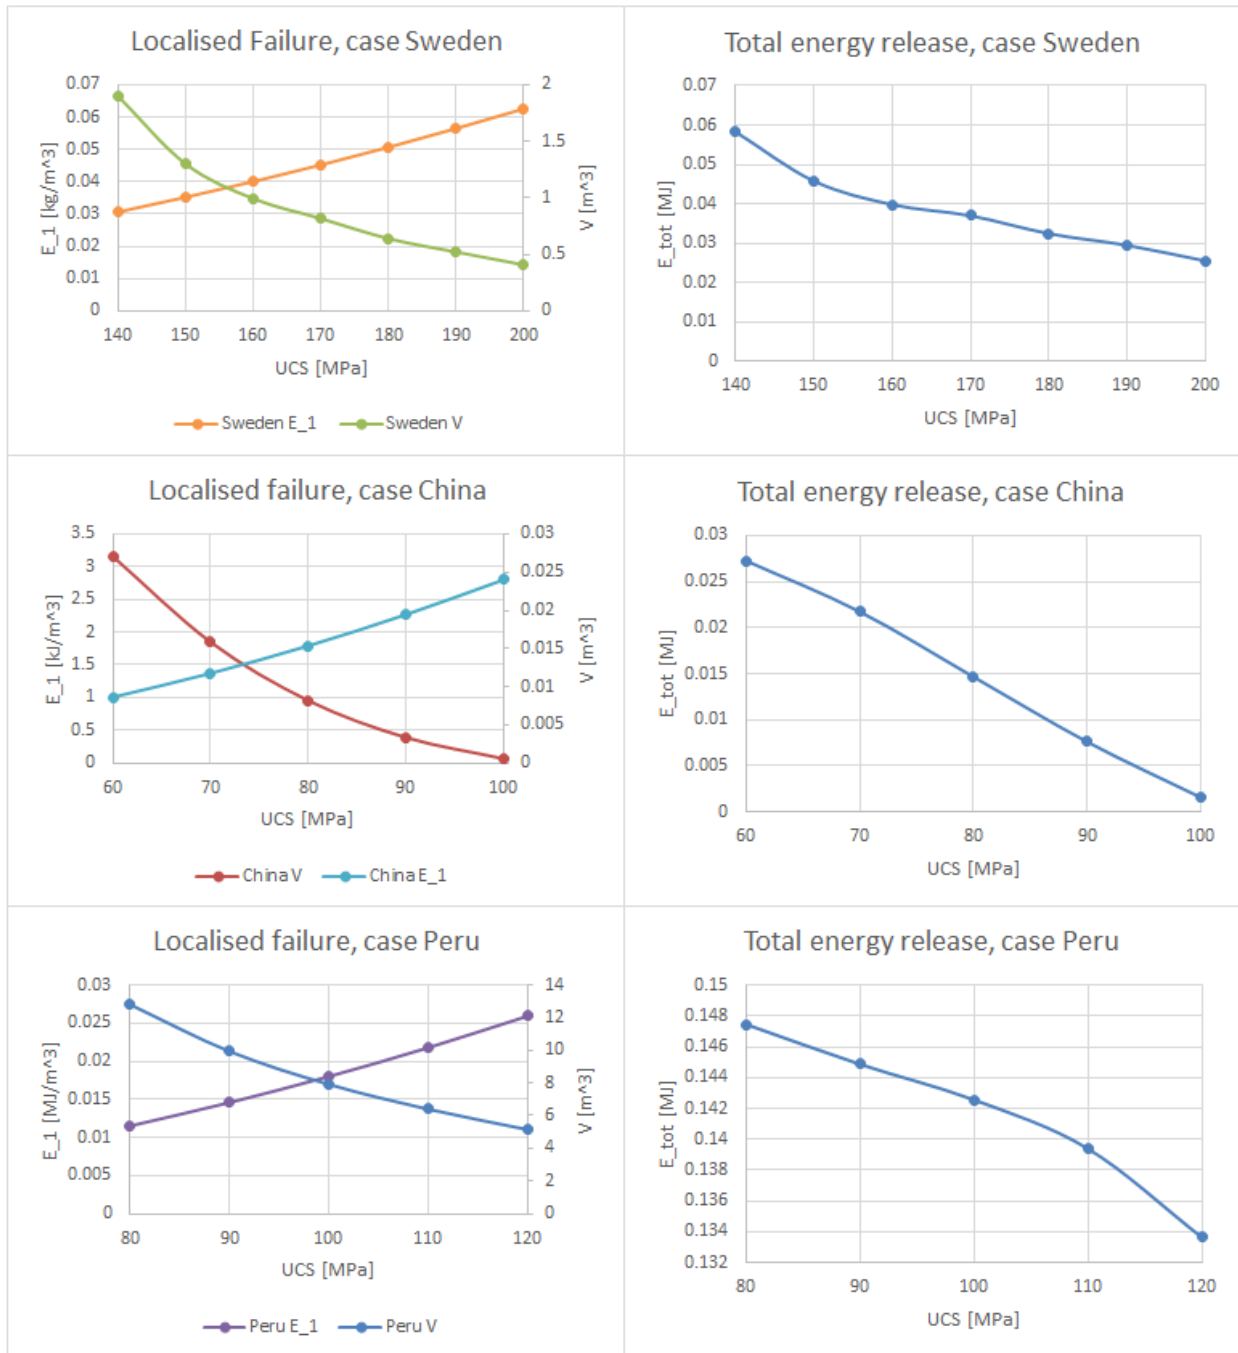 Localised Failure, case Sweden
0.07
0.06
0.05
0.04
0.03
0.02
0.01
0
E_1 [kg/m^3]
2
1.5
1
0.5
0
V [m^3]
140 150 160 170 180 190 200
UCS [MPa]
Sweden E_1 Sweden V
Total energy release, case Sweden
0.07
0.06
0.05
0.04
0.03
0.02
0.01
0
E_tot [MJ]
140 150 160 170 180 190 200
UCS [MPa]
Localised failure, case China
3.5
3
2.5
2
1.5
1
0.5
0
E_1 [kJ/m^3]
0.03
0.025
0.02
0.015
0.01
0.005
0
V [m^3]
60 70 80 90 100
UCS [MPa]
China V China E_1
Total energy release, case China
0.03
0.025
0.02
0.015
0.01
0.005
0
E_tot [MJ]
60 70 80 90 100
UCS [MPa]
Localised failure, case Peru
0.03
0.025
0.02
0.015
0.01
0.005
0
E_1 [MJ/m^3]
14
12
10
8
6
4
2
0
V [m^3]
80 90 100 110 120
UCS [MPa]
Peru E_1 Peru V
Total energy release, case Peru
0.15
0.148
0.146
0.144
0.142
0.14
0.138
0.136
0.134
0.132
E_tot [MJ]
80 90 100 110 120
UCS [MPa]